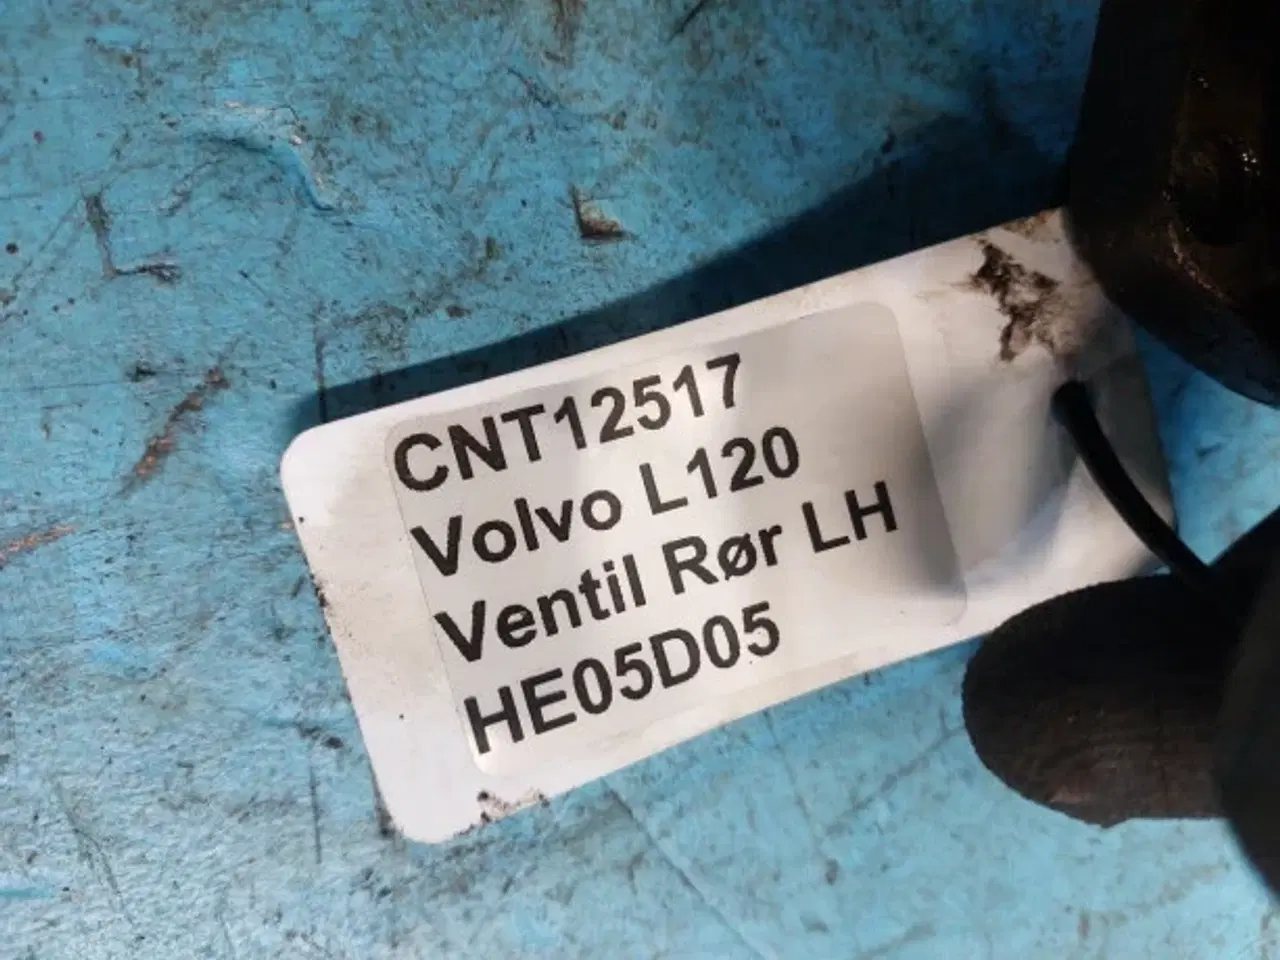 CNT12517
Volvo L120
Ventil Rør LH
HE05D05